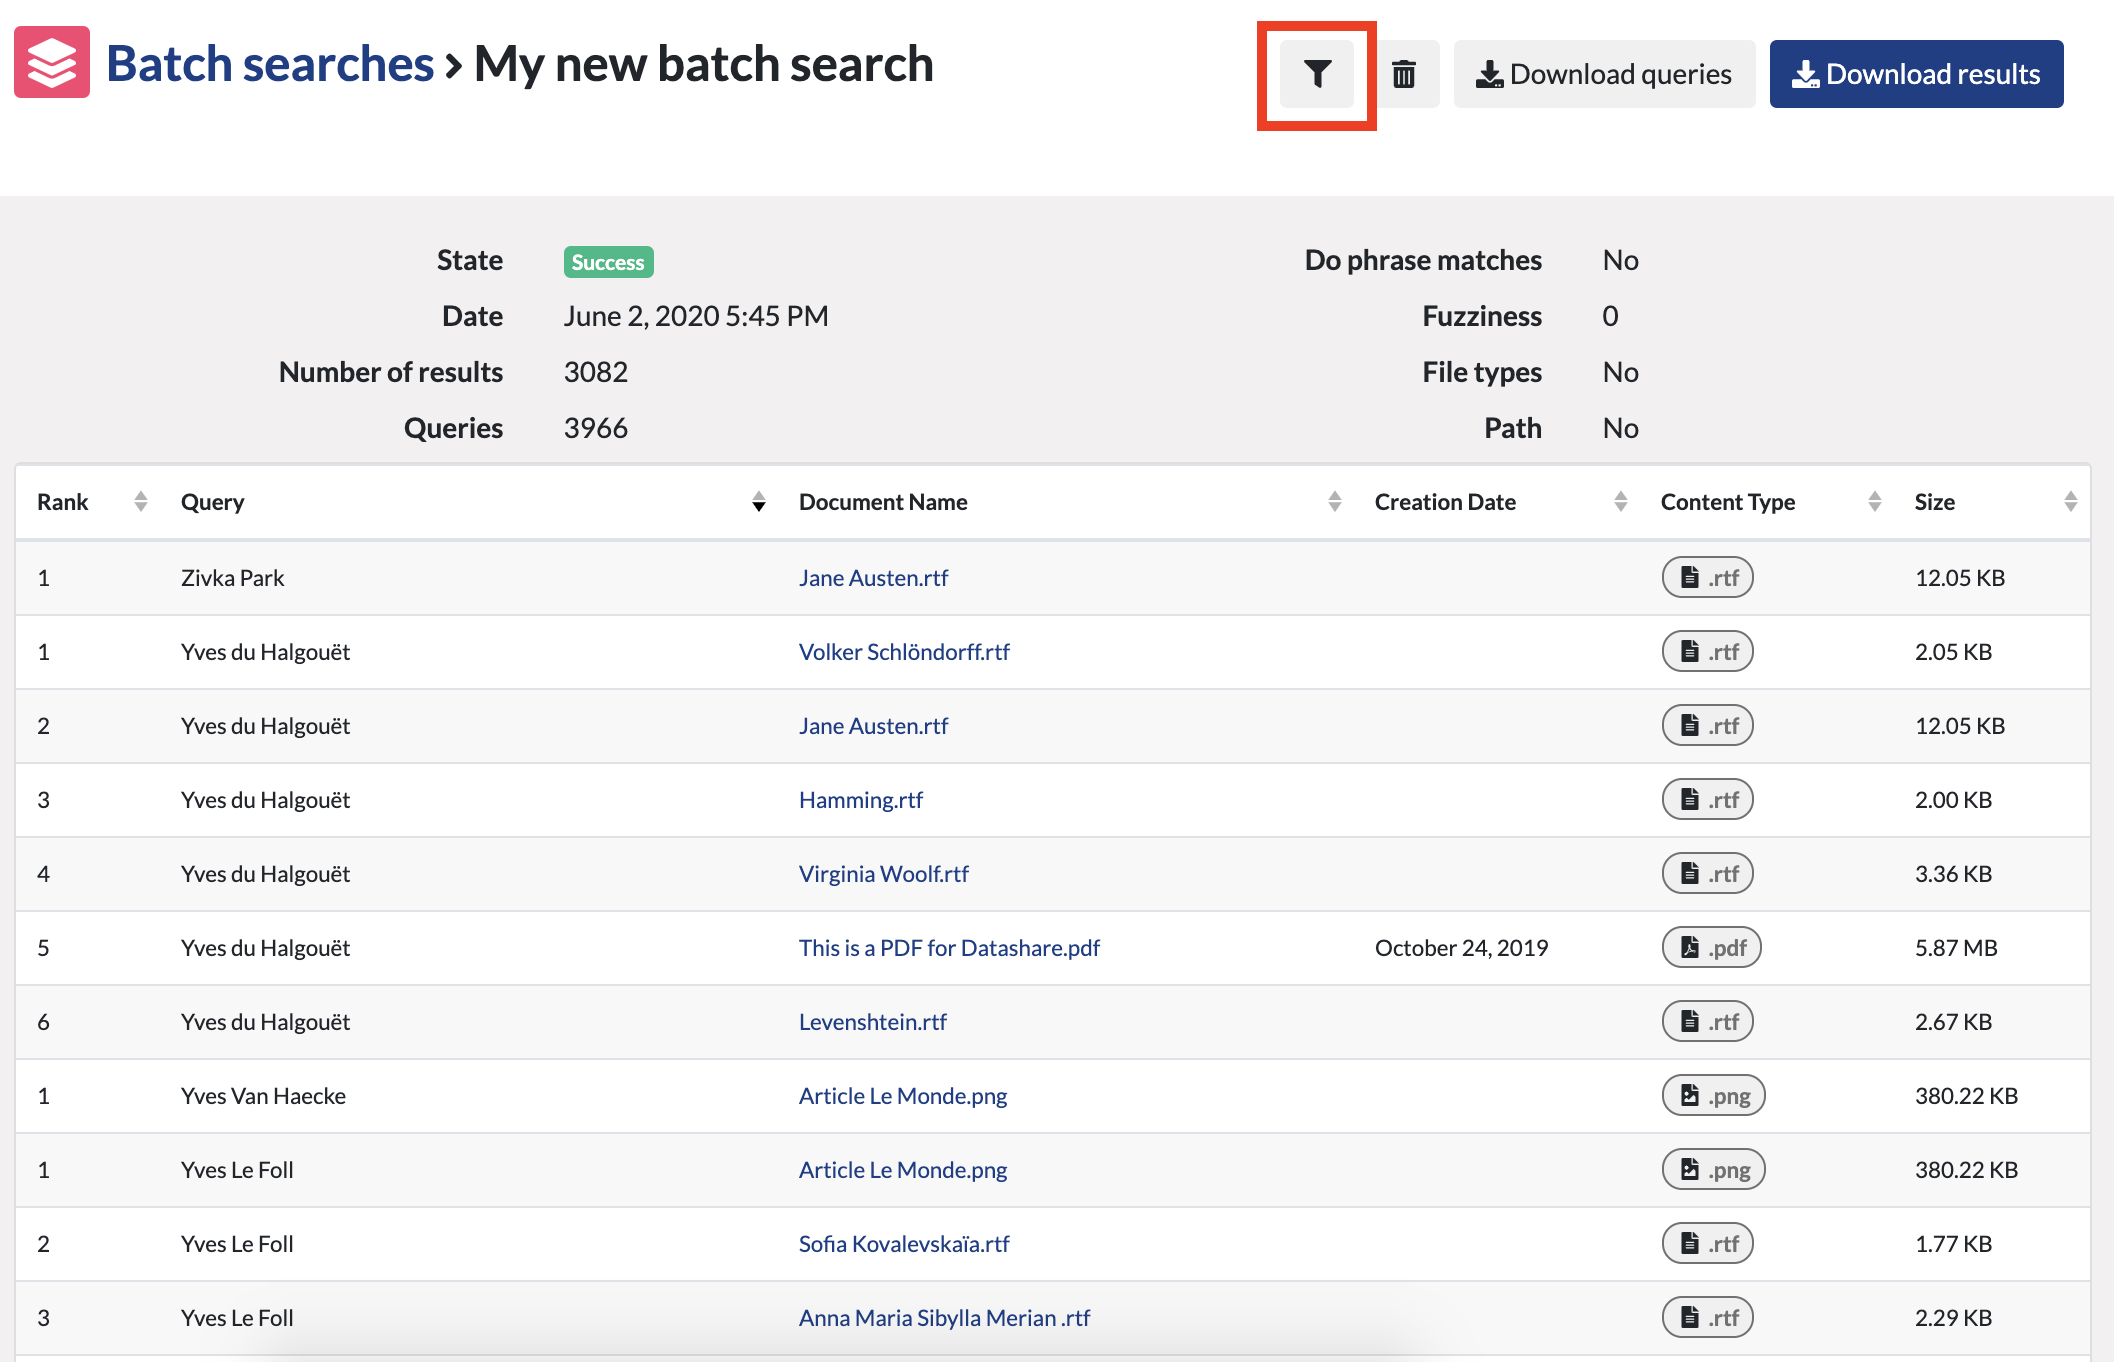 Batch searches › My new batch search
Download queries
Download results
State Success
Do phrase matches No
Date June 2, 2020 5:45 PM
Fuzziness 0
Number of results 3082
File types No
Queries 3966
Path No
Rank Query Document Name Creation Date Content Type Size
1 Zivka Park Jane Austen.rtf .rtf 12.05 KB
1 Yves du Halgouët Volker Schlöndorff.rtf .rtf 2.05 KB
2 Yves du Halgouët Jane Austen.rtf .rtf 12.05 KB
3 Yves du Halgouët Hamming.rtf .rtf 2.00 KB
4 Yves du Halgouët Virginia Woolf.rtf .rtf 3.36 KB
5 Yves du Halgouët This is a PDF for Datashare.pdf October 24, 2019 .pdf 5.87 MB
6 Yves du Halgouët Levenshtein.rtf .rtf 2.67 KB
1 Yves Van Haecke Article Le Monde.png .png 380.22 KB
1 Yves Le Foll Article Le Monde.png .png 380.22 KB
2 Yves Le Foll Sofia Kovalevskaïa.rtf .rtf 1.77 KB
3 Yves Le Foll Anna Maria Sibylla Merian .rtf .rtf 2.29 KB